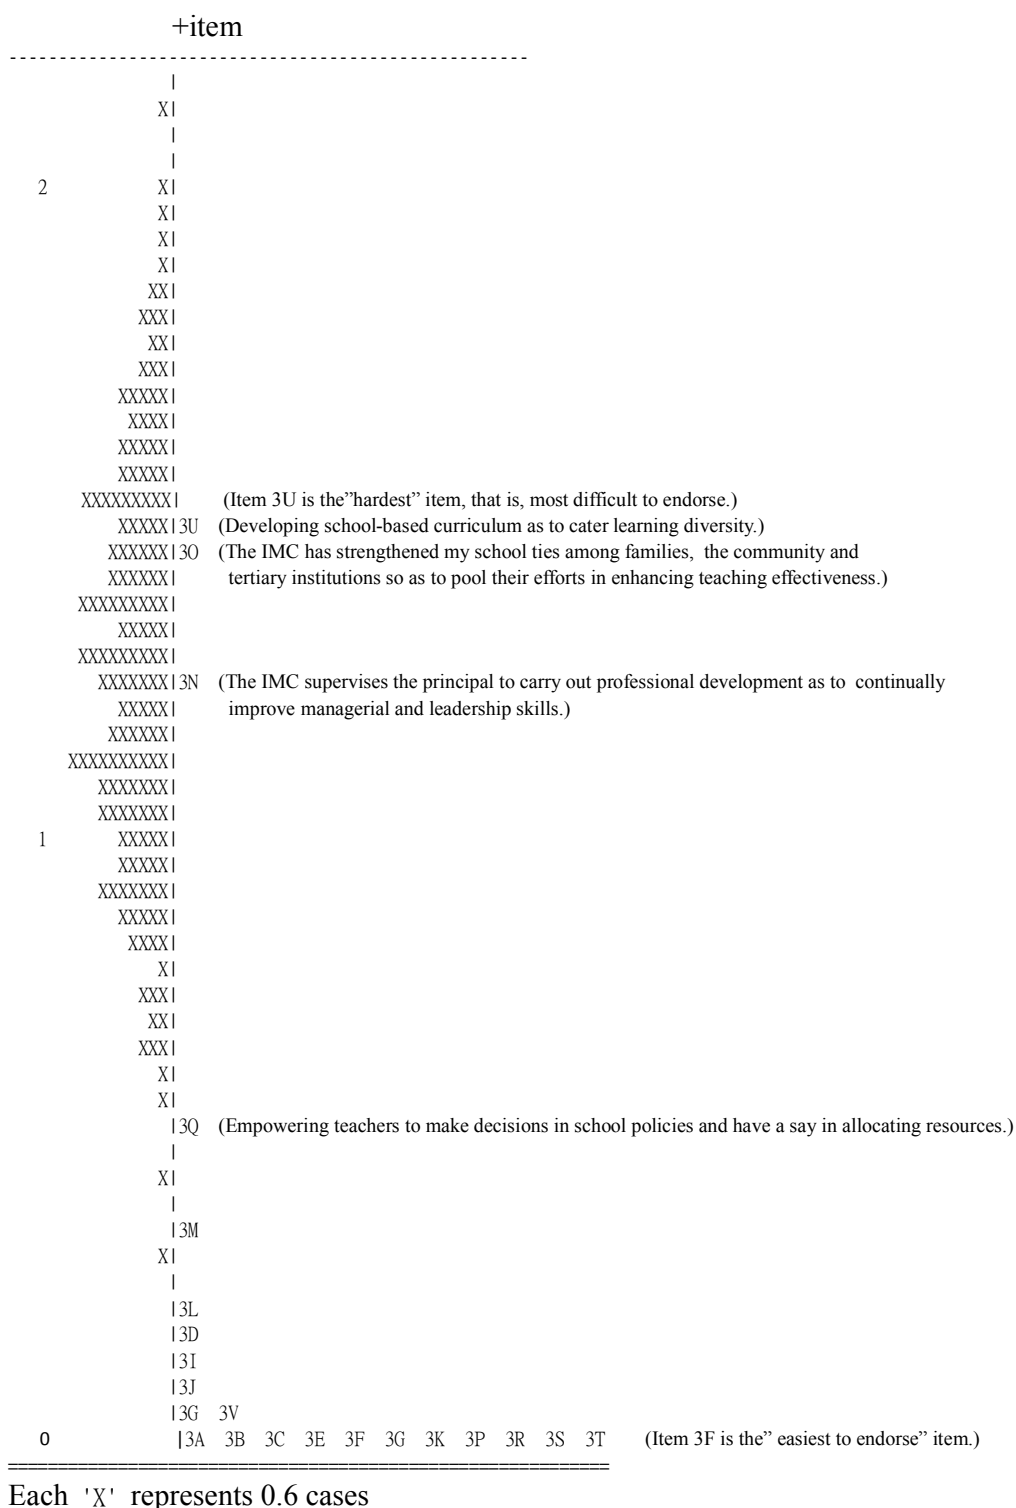 +item
----------------------------------------------------
|
X|
|
|
2 X|
X|
X|
X|
XX|
XXX|
XX|
XXX|
XXXXX|
XXXX|
XXXXX|
XXXXX|
XXXXXXXXX| (Item 3U is the”hardest” item, that is, most difficult to endorse.)
XXXXX|3U (Developing school-based curriculum as to cater learning diversity.)
XXXXXX|3O (The IMC has strengthened my school ties among families, the community and
XXXXXX| tertiary institutions so as to pool their efforts in enhancing teaching effectiveness.)
XXXXXXXXX|
XXXXX|
XXXXXXXXX|
XXXXXXX|3N (The IMC supervises the principal to carry out professional development as to continually
XXXXX| improve managerial and leadership skills.)
XXXXXX|
XXXXXXXXXX|
XXXXXXX|
XXXXXXX|
1 XXXXX|
XXXXX|
XXXXXXX|
XXXXX|
XXXX|
X|
XXX|
XX|
XXX|
X|
X|
|3Q (Empowering teachers to make decisions in school policies and have a say in allocating resources.)
|
X|
|
|3M
X|
|
|3L
|3D
|3I
|3J
|3G 3V
0 |3A 3B 3C 3E 3F 3G 3K 3P 3R 3S 3T (Item 3F is the” easiest to endorse” item.)
============================================================
Each 'X' represents 0.6 cases